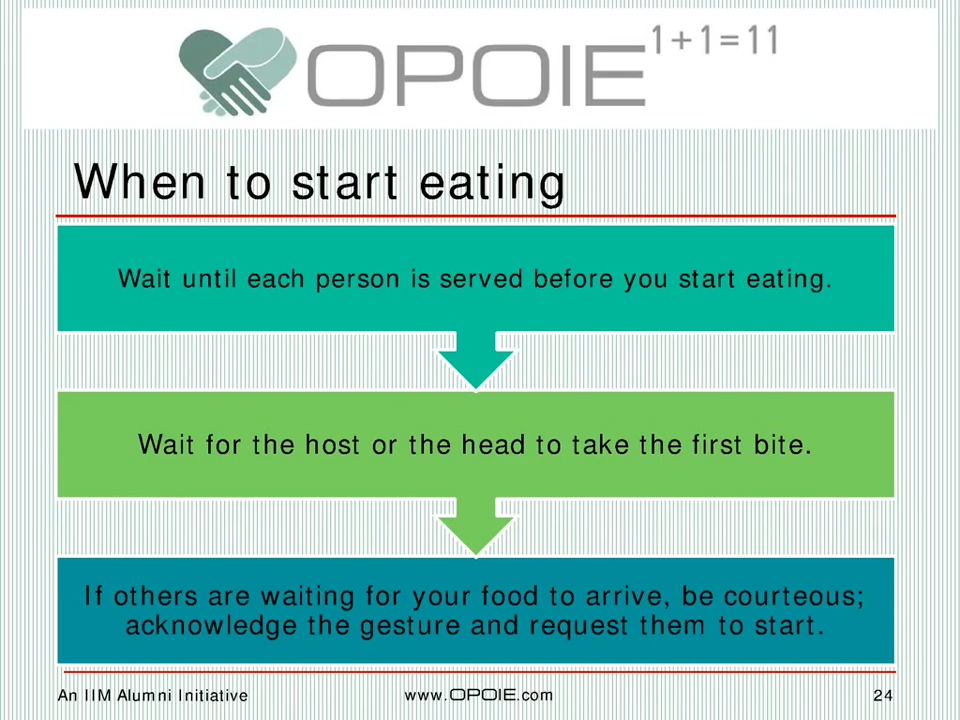 OPOIE 1+1=11
When to start eating
Wait until each person is served before you start eating.
Wait for the host or the head to take the first bite.
If others are waiting for your food to arrive, be courteous;
acknowledge the gesture and request them to start.
An IIM Alumni Initiative www.OPOIE.com 24